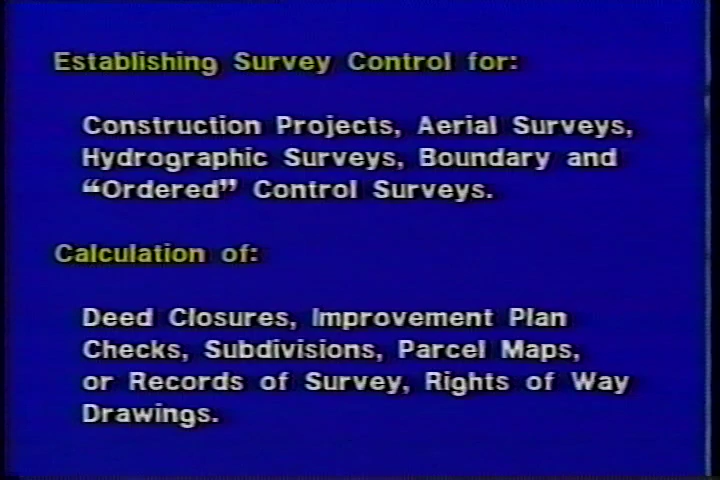 Establishing Survey Control for:
Construction Projects, Aerial Surveys,
Hydrographic Surveys, Boundary and
“Ordered” Control Surveys.
Calculation of:
Deed Closures, Improvement Plan
Checks, Subdivisions, Parcel Maps,
or Records of Survey, Rights of Way
Drawings.